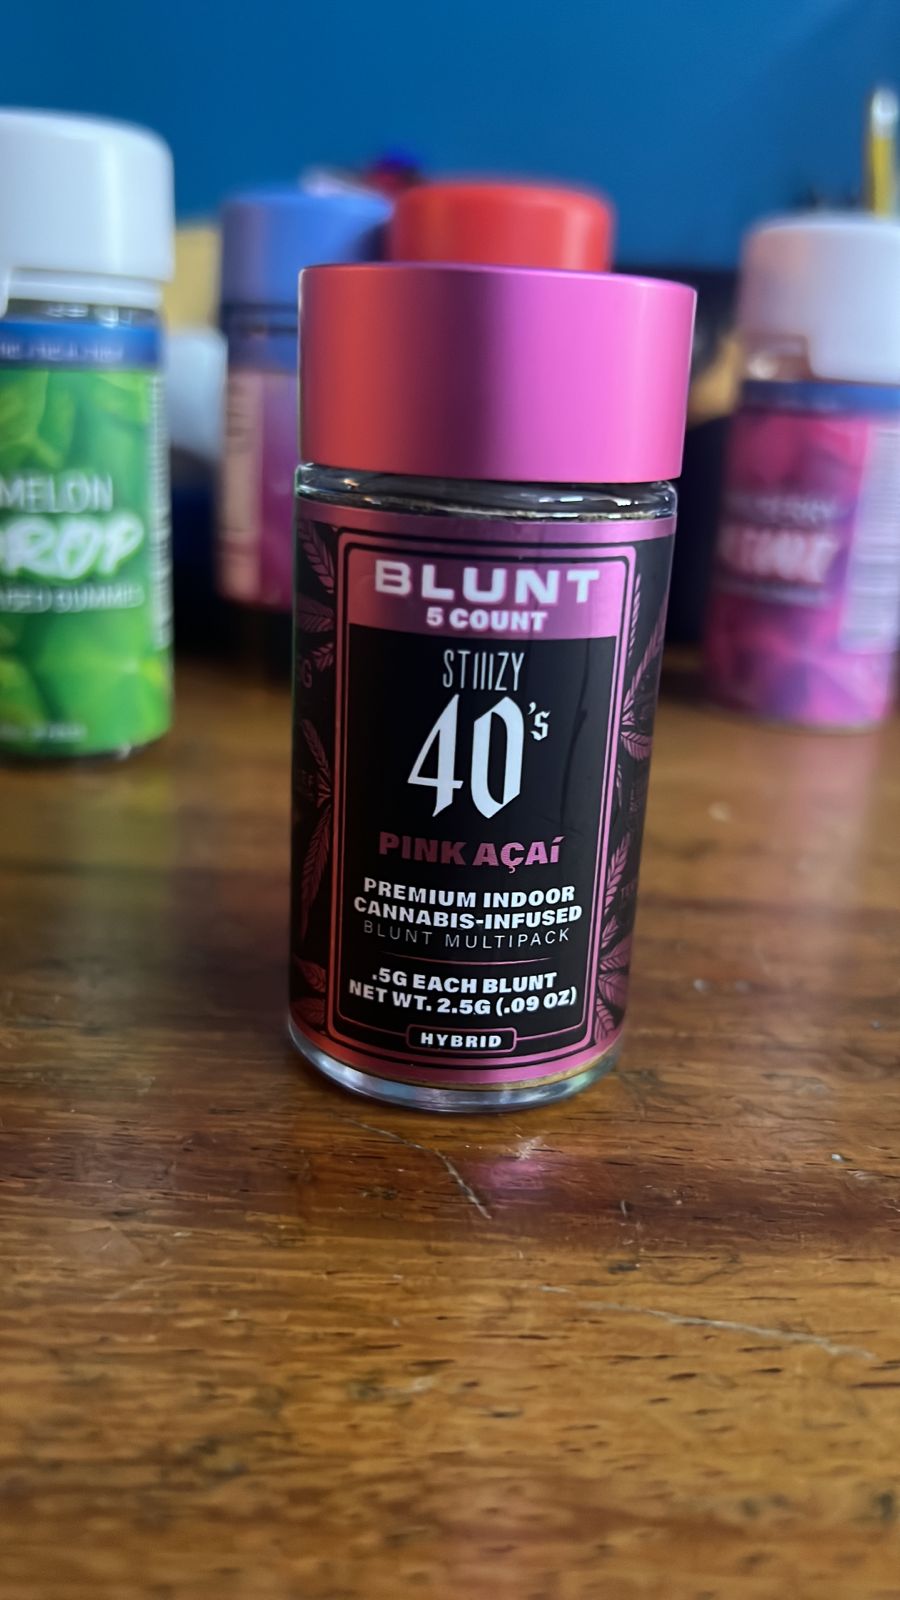 BLUNT
5 COUNT
STIIIZY
40's
PINK AÇAí
PREMIUM INDOOR
CANNABIS-INFUSED
BLUNT MULTIPACK
.5G EACH BLUNT
NET WT. 2.5G (.09 OZ)
HYBRID
MELON